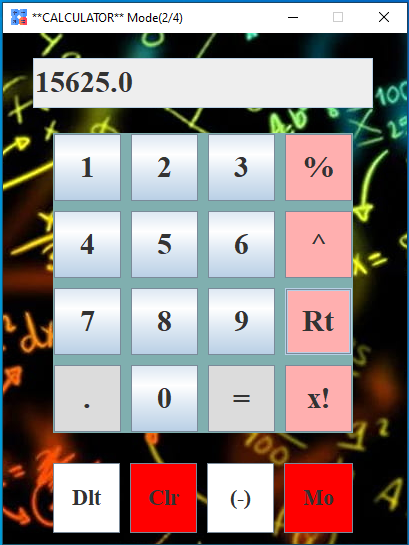 **CALCULATOR** Mode(2/4)
15625.0
1 2 3 %
4 5 6 ^
7 8 9 Rt
. 0 = x!
Dlt Clr (-) Mo